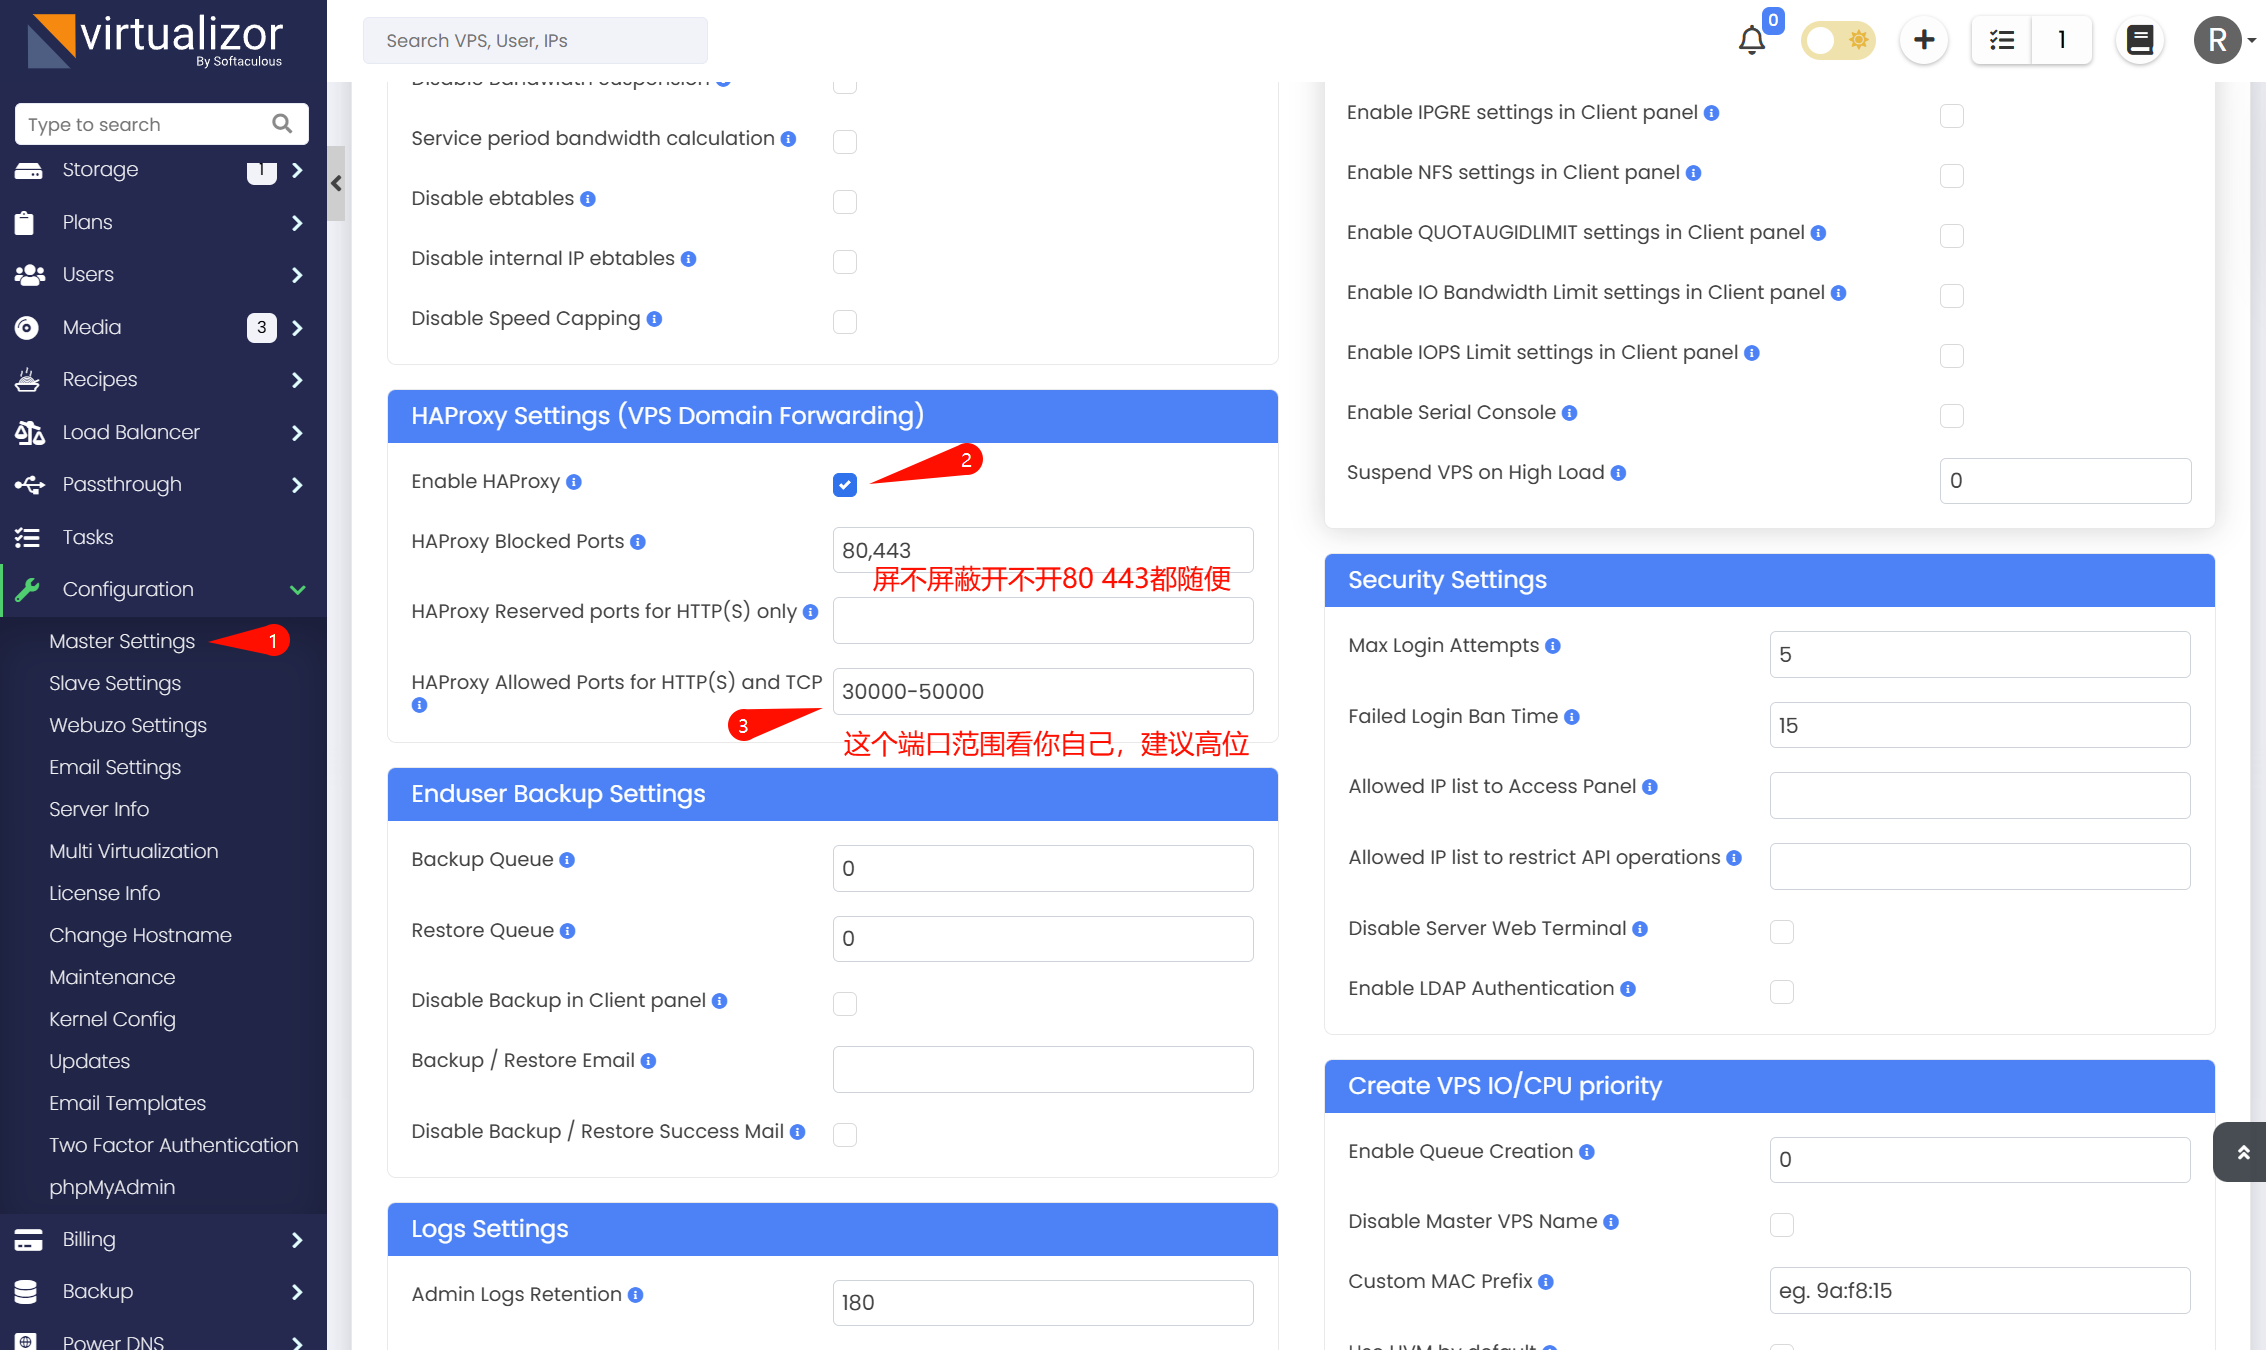 virtualizor
By Softaculous
Search VPS, User, IPs
0
1
R
Type to search
Storage
1
Plans
Users
Media
3
Recipes
Load Balancer
Passthrough
Tasks
Configuration
Master Settings
1
Slave Settings
Webuzo Settings
Email Settings
Server Info
Multi Virtualization
License Info
Change Hostname
Maintenance
Kernel Config
Updates
Email Templates
Two Factor Authentication
phpMyAdmin
Billing
Backup
Power DNS
Disable Bandwidth Suspension
Service period bandwidth calculation
Disable ebtables
Disable internal IP ebtables
Disable Speed Capping
HAProxy Settings (VPS Domain Forwarding)
Enable HAProxy
2
HAProxy Blocked Ports
80,443
屏不屏蔽开不开80 443都随便
HAProxy Reserved ports for HTTP(S) only
HAProxy Allowed Ports for HTTP(S) and TCP
30000-50000
3
这个端口范围看你自己，建议高位
Enduser Backup Settings
Backup Queue
0
Restore Queue
0
Disable Backup in Client panel
Backup / Restore Email
Disable Backup / Restore Success Mail
Logs Settings
Admin Logs Retention
180
Enable IPGRE settings in Client panel
Enable NFS settings in Client panel
Enable QUOTAUGIDLIMIT settings in Client panel
Enable IO Bandwidth Limit settings in Client panel
Enable IOPS Limit settings in Client panel
Enable Serial Console
Suspend VPS on High Load
0
Security Settings
Max Login Attempts
5
Failed Login Ban Time
15
Allowed IP list to Access Panel
Allowed IP list to restrict API operations
Disable Server Web Terminal
Enable LDAP Authentication
Create VPS IO/CPU priority
Enable Queue Creation
0
Disable Master VPS Name
Custom MAC Prefix
eg. 9a:f8:15
Use HVM by default